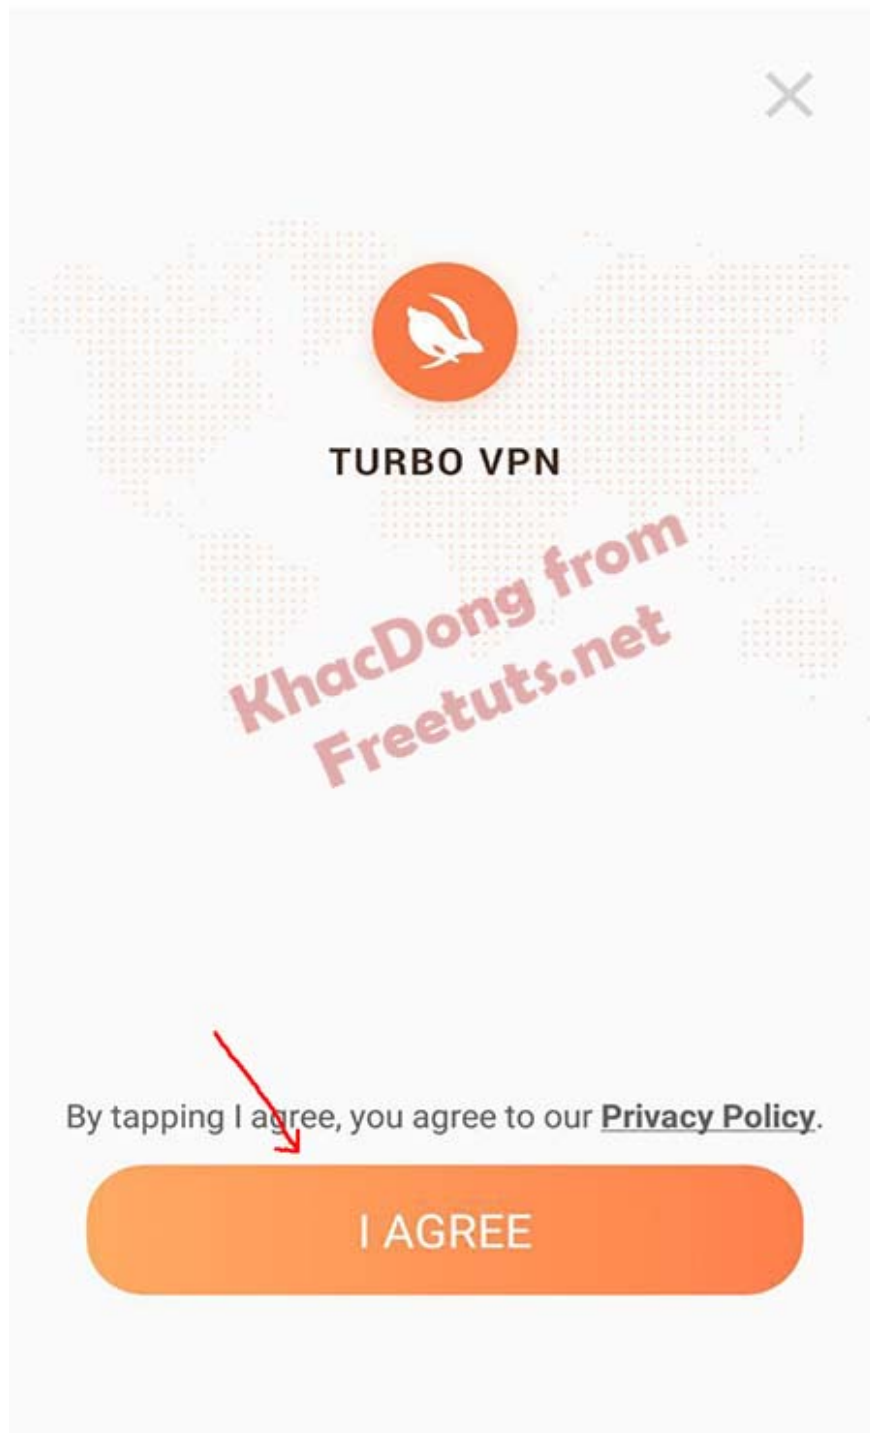 TURBO VPN
KhacDong from
Freetuts.net
By tapping I agree, you agree to our Privacy Policy.
I AGREE